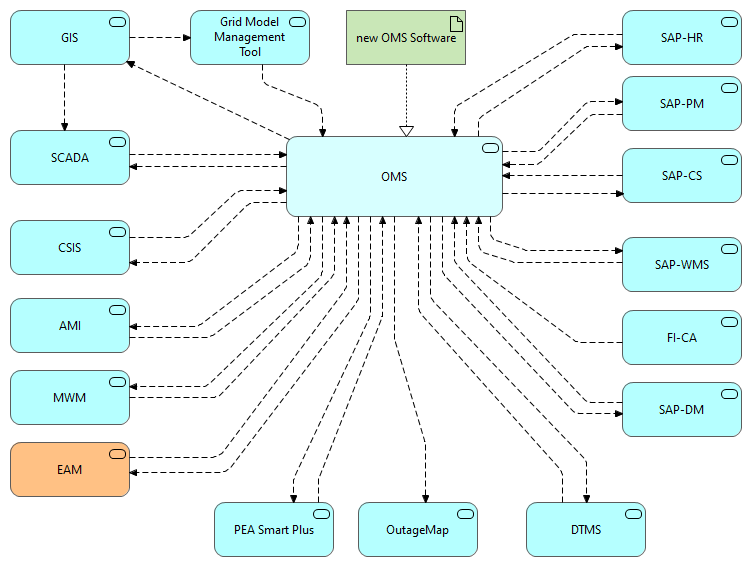 GIS
Grid Model
Management
Tool
new OMS Software
SAP-HR
SAP-PM
SCADA
OMS
SAP-CS
CSIS
SAP-WMS
AMI
FI-CA
MWM
SAP-DM
EAM
PEA Smart Plus
OutageMap
DTMS